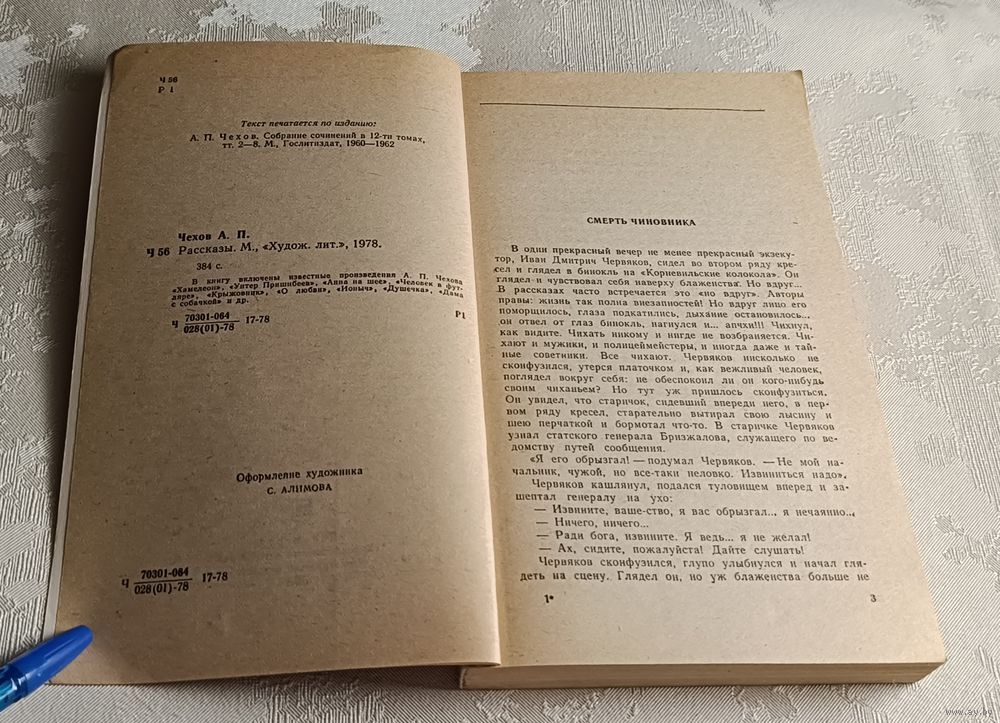 Ч 56
Р 1
Текст печатается по изданию:
А. П. Чехов. Собрание сочинений в 12-ти томах,
тт. 2—8. М., Гослитиздат, 1960—1962
Чехов А. П.
Ч 56 Рассказы. М., «Худож. лит.», 1978.
384 с.
В книгу включены известные произведения А. П. Чехова
«Хамелеон», «Унтер Пришибеев», «Анна на шее», «Человек в фут-
ляре», «Крыжовник», «О любви», «Ионыч», «Душечка», «Дама
с собачкой» и др.
Ч 70301-064
028(01)-78 17-78
Р1
Оформление художника
С. АЛИМОВА
Ч 70301-064
028(01)-78 17-78
СМЕРТЬ ЧИНОВНИКА
В один прекрасный вечер не менее прекрасный экзеку-
тор, Иван Дмитрич Червяков, сидел во втором ряду кре-
сел и глядел в бинокль на «Корневильские колокола». Он
глядел и чувствовал себя наверху блаженства. Но вдруг...
В рассказах часто встречается это «но вдруг». Авторы
правы: жизнь так полна внезапностей! Но вдруг лицо его
поморщилось, глаза подкатились, дыхание остановилось...
он отвел от глаз бинокль, нагнулся и... апчхи!!! Чихнул,
как видите. Чихать никому и нигде не возбраняется. Чи-
хают и мужики, и полицеймейстеры, и иногда даже и тай-
ные советники. Все чихают. Червяков нисколько не
сконфузился, утерся платочком и, как вежливый человек,
поглядел вокруг себя: не обеспокоил ли он кого-нибудь
своим чиханьем? Но тут уж пришлось сконфузиться.
Он увидел, что старичок, сидевший впереди него, в пер-
вом ряду кресел, старательно вытирал свою лысину и
шею перчаткой и бормотал что-то. В старичке Червяков
узнал статского генерала Бризжалова, служащего по ве-
домству путей сообщения.
«Я его обрызгал! — подумал Червяков. — Не мой на-
чальник, чужой, но все-таки неловко. Извиниться надо».
Червяков кашлянул, подался туловищем вперед и за-
шептал генералу на ухо:
— Извините, ваше-ство, я вас обрызгал... я нечаянно...
— Ничего, ничего...
— Ради бога, извините. Я ведь... я не желал!
— Ах, сидите, пожалуйста! Дайте слушать!
Червяков сконфузился, глупо улыбнулся и начал гля-
деть на сцену. Глядел он, но уж блаженства больше не
1*
3